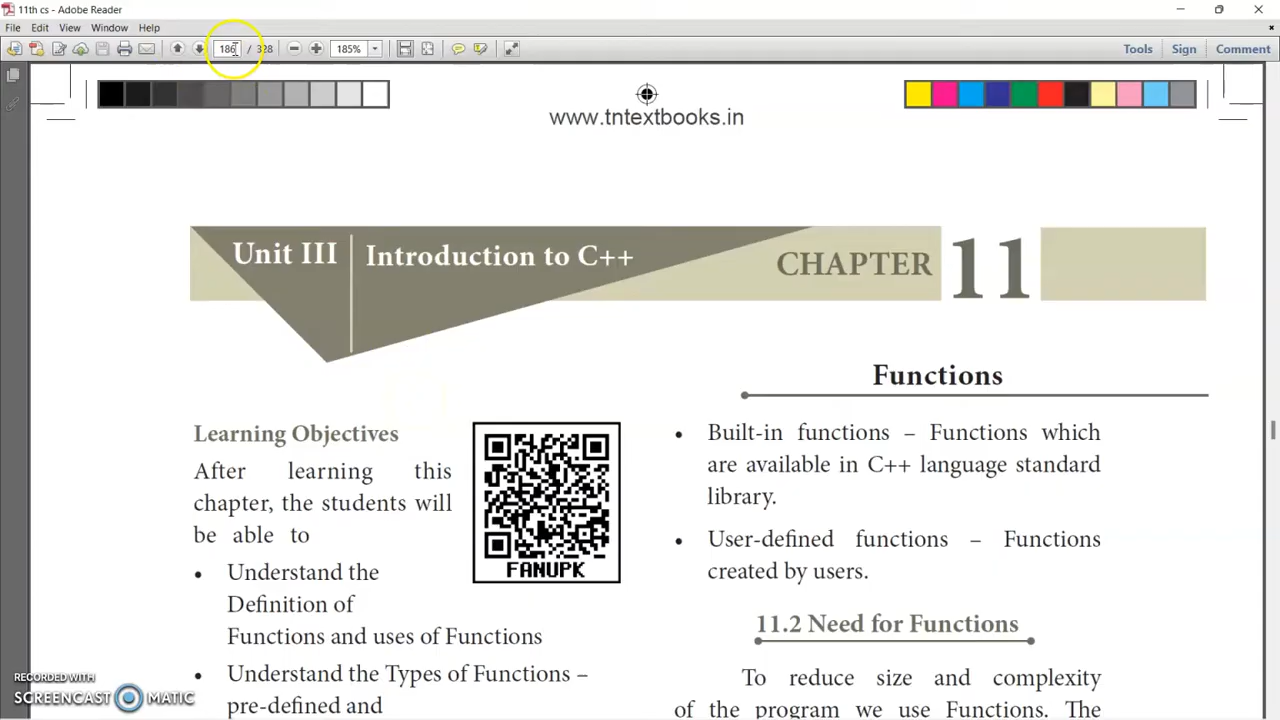 11th cs - Adobe Reader
File Edit View Window Help
186 / 328 185% Tools Sign Comment
www.tntextbooks.in
Unit III Introduction to C++ CHAPTER 11
Functions
Learning Objectives
After learning this
chapter, the students will
be able to
• Understand the
Definition of
Functions and uses of Functions
• Understand the Types of Functions –
pre-defined and
FANUPK
• Built-in functions – Functions which
are available in C++ language standard
library.
• User-defined functions – Functions
created by users.
11.2 Need for Functions
To reduce size and complexity
of the program we use Functions. The
RECORDED WITH
SCREENCAST MATIC